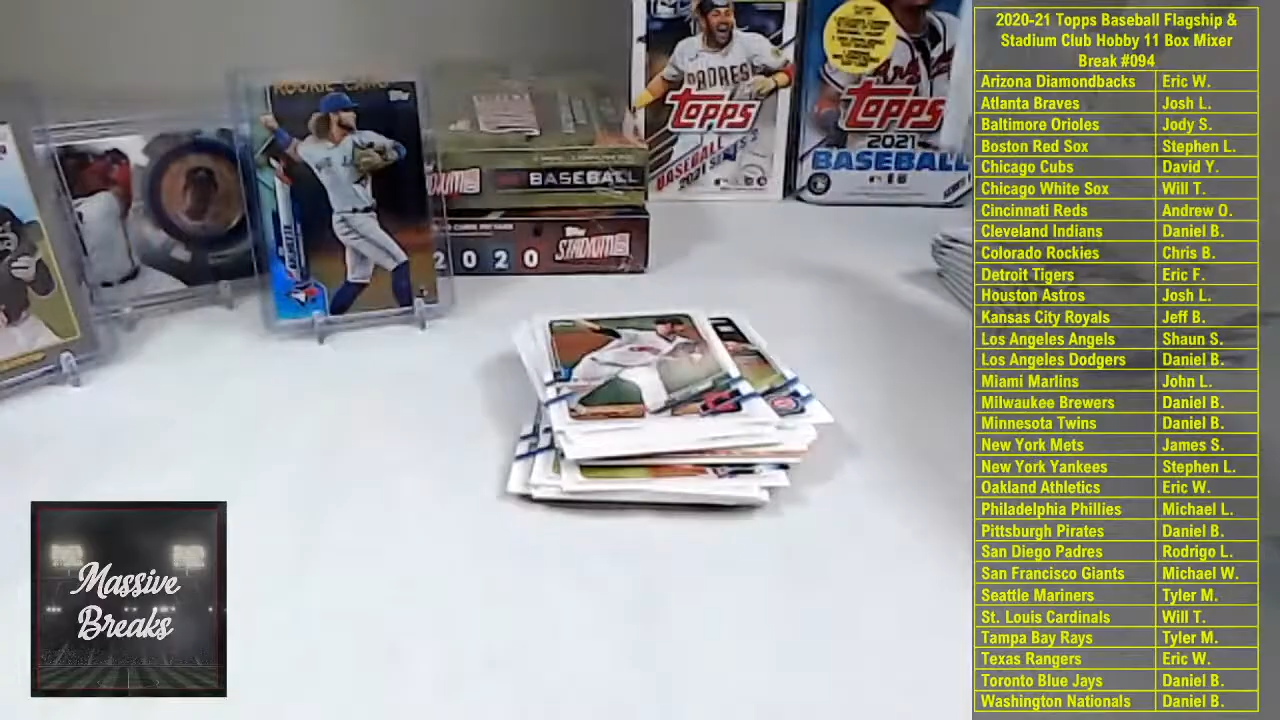 ROOKIE CARD
Topps
BASEBALL
2020
Topps
STADIUM
PADRES
TOPPS
BASEBALL
2021 SERIES 2
TOPPS
2021
BASEBALL
Massive
Breaks
2020-21 Topps Baseball Flagship &
Stadium Club Hobby 11 Box Mixer
Break #094
Arizona Diamondbacks Eric W.
Atlanta Braves Josh L.
Baltimore Orioles Jody S.
Boston Red Sox Stephen L.
Chicago Cubs David Y.
Chicago White Sox Will T.
Cincinnati Reds Andrew O.
Cleveland Indians Daniel B.
Colorado Rockies Chris B.
Detroit Tigers Eric F.
Houston Astros Josh L.
Kansas City Royals Jeff B.
Los Angeles Angels Shaun S.
Los Angeles Dodgers Daniel B.
Miami Marlins John L.
Milwaukee Brewers Daniel B.
Minnesota Twins Daniel B.
New York Mets James S.
New York Yankees Stephen L.
Oakland Athletics Eric W.
Philadelphia Phillies Michael L.
Pittsburgh Pirates Daniel B.
San Diego Padres Rodrigo L.
San Francisco Giants Michael W.
Seattle Mariners Tyler M.
St. Louis Cardinals Will T.
Tampa Bay Rays Tyler M.
Texas Rangers Eric W.
Toronto Blue Jays Daniel B.
Washington Nationals Daniel B.